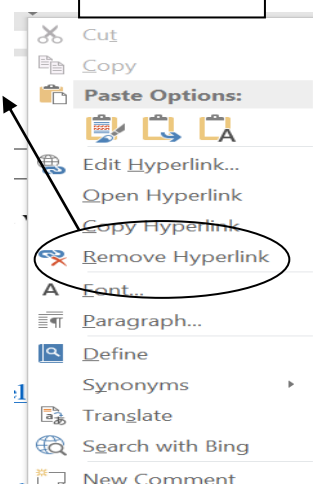 Cut
Copy
Paste Options:
A
Edit Hyperlink...
Open Hyperlink
Copy Hyperlink
Remove Hyperlink
A Font...
Paragraph...
Define
Synonyms
Translate
Search with Bing
New Comment